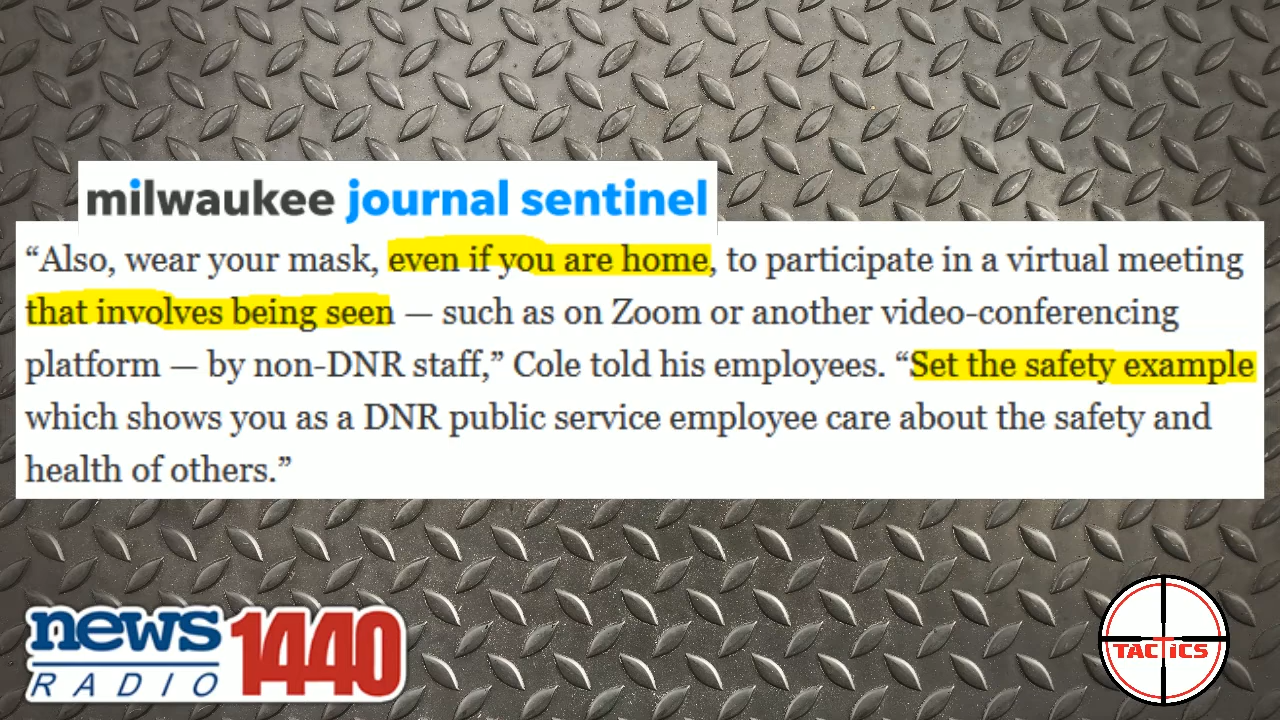 milwaukee journal sentinel
“Also, wear your mask, even if you are home, to participate in a virtual meeting
that involves being seen — such as on Zoom or another video-conferencing
platform — by non-DNR staff,” Cole told his employees. “Set the safety example
which shows you as a DNR public service employee care about the safety and
health of others.”
news 1440
RADIO
TACTICS